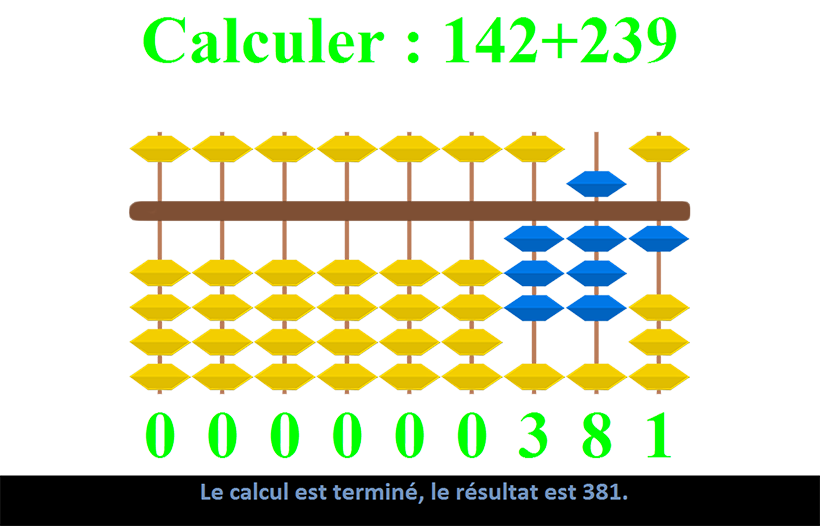 Calculer : 142+239
0 0 0 0 0 0 3 8 1
Le calcul est terminé, le résultat est 381.